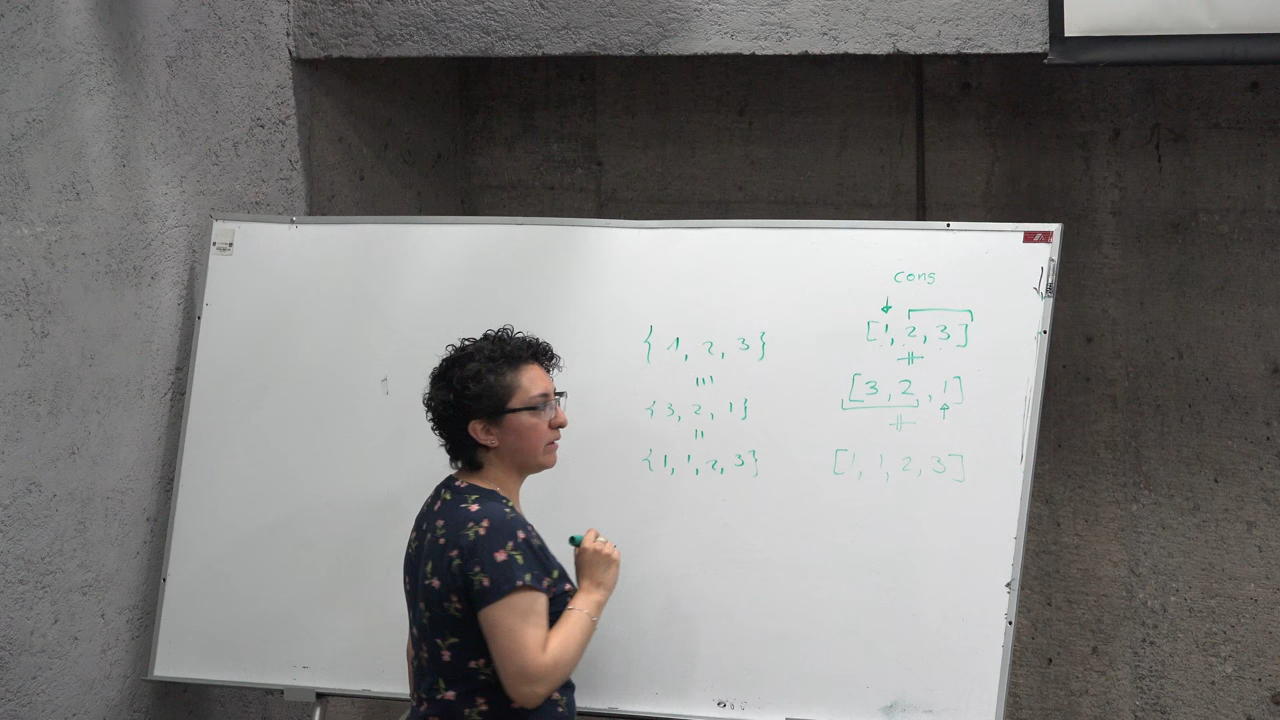 cons
{1, 2, 3}
[1, 2, 3]
≡
≠
{3, 2, 1}
[3, 2, 1]
=
≠
{1, 1, 2, 3}
[1, 1, 2, 3]